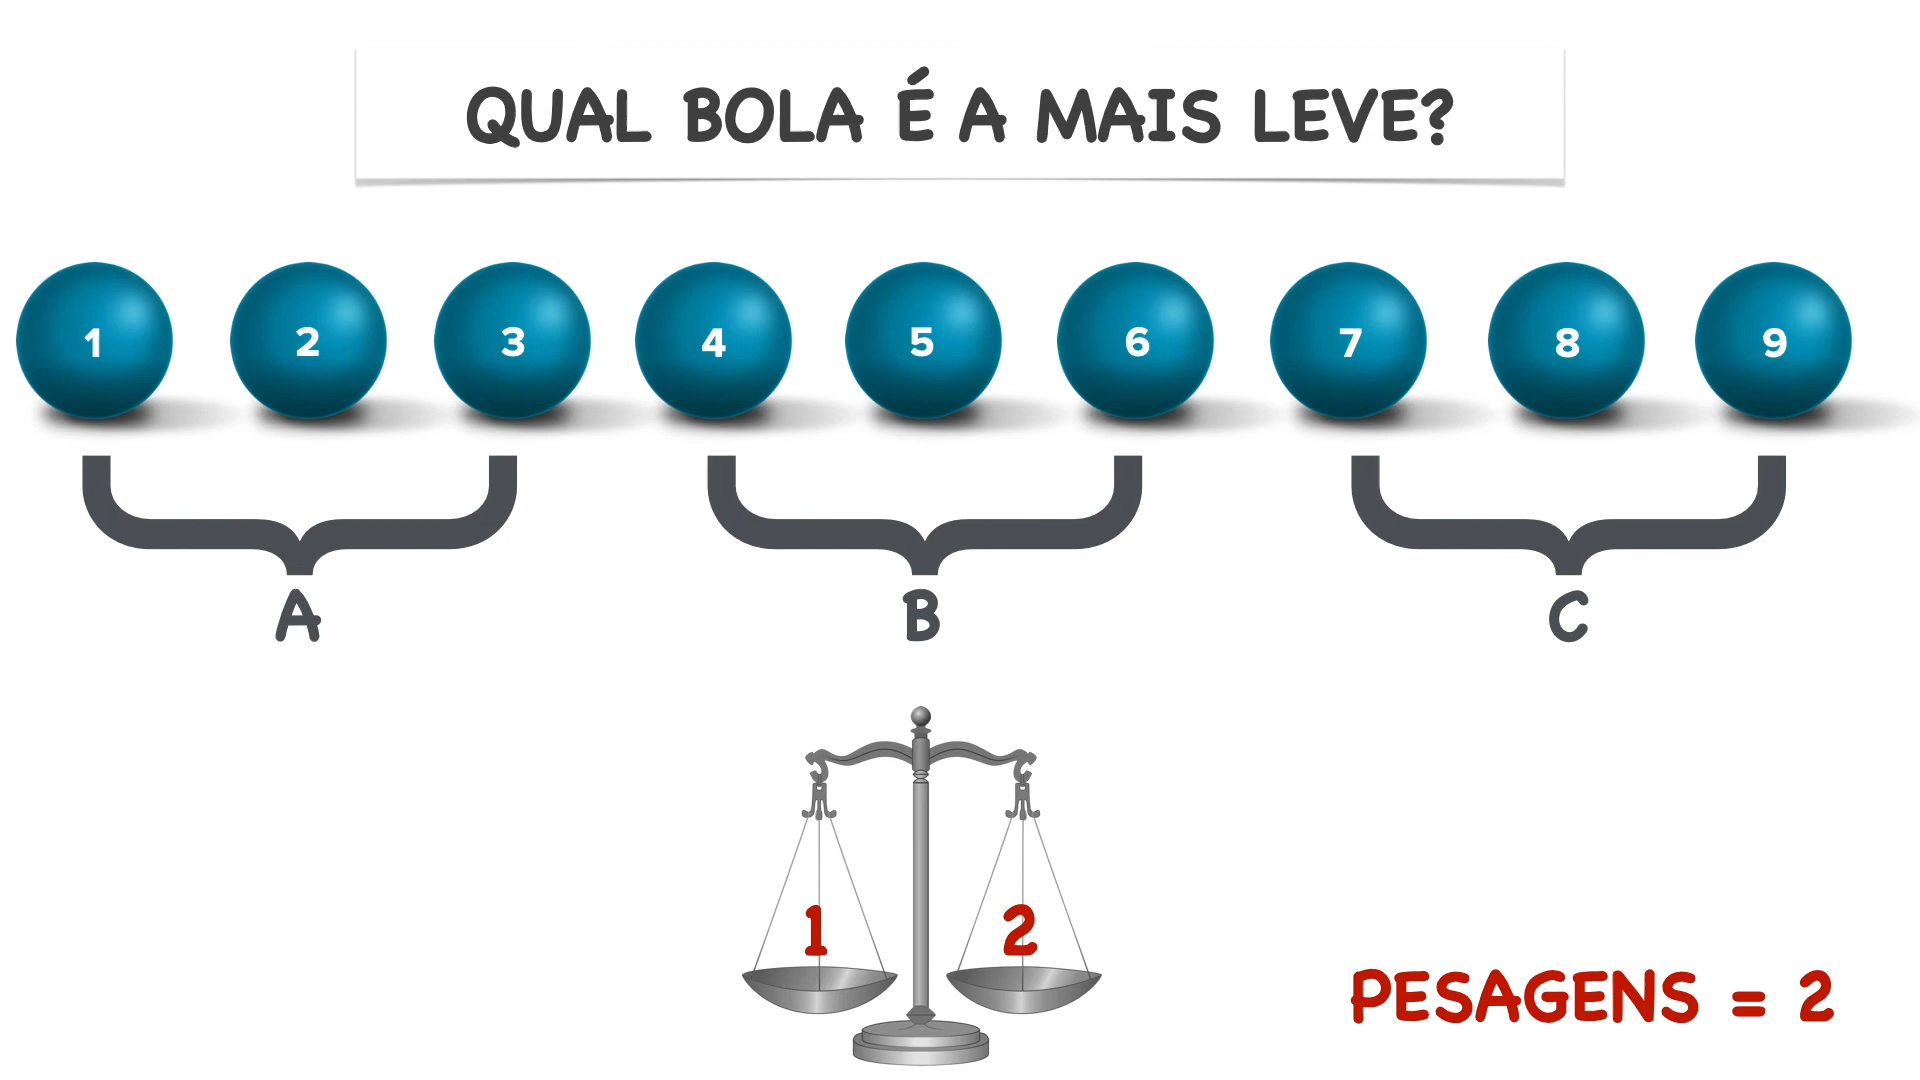 QUAL BOLA É A MAIS LEVE?
1 2 3 4 5 6 7 8 9
A B C
1 2
PESAGENS = 2